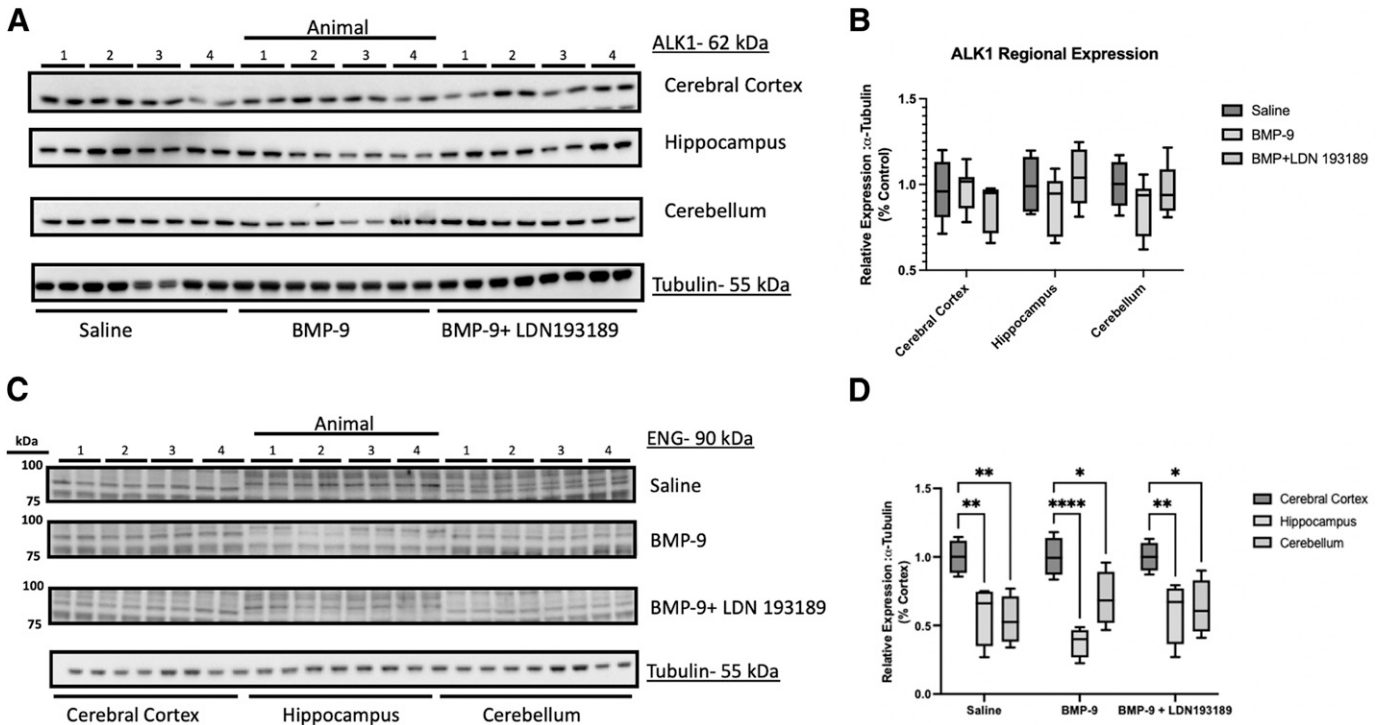 A
Animal
1 2 3 4 1 2 3 4 1 2 3 4
ALK1- 62 kDa
Cerebral Cortex
Hippocampus
Cerebellum
Tubulin- 55 kDa
Saline BMP-9 BMP-9+ LDN193189
B
ALK1 Regional Expression
Relative Expression :α-Tubulin
(% Control)
1.5
1.0
0.5
Cerebral Cortex
Hippocampus
Cerebellum
Saline
BMP-9
BMP+LDN 193189
C
Animal
kDa
1 2 3 4 1 2 3 4 1 2 3 4
ENG- 90 kDa
100
75
Saline
100
75
BMP-9
100
75
BMP-9+ LDN 193189
Tubulin- 55 kDa
Cerebral Cortex Hippocampus Cerebellum
D
Relative Expression :α-Tubulin
(% Cortex)
1.5
1.0
0.5
0.0
** * *
** **** **
Saline BMP-9 BMP-9 + LDN193189
Cerebral Cortex
Hippocampus
Cerebellum